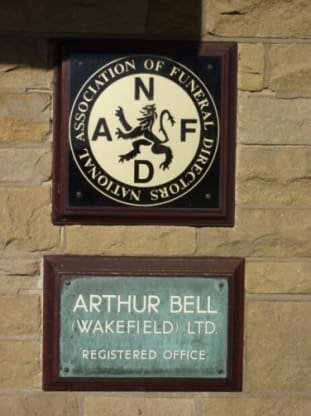 NATIONAL ASSOCIATION OF FUNERAL DIRECTORS
N
A F
D
ARTHUR BELL
(WAKEFIELD) LTD.
REGISTERED OFFICE.